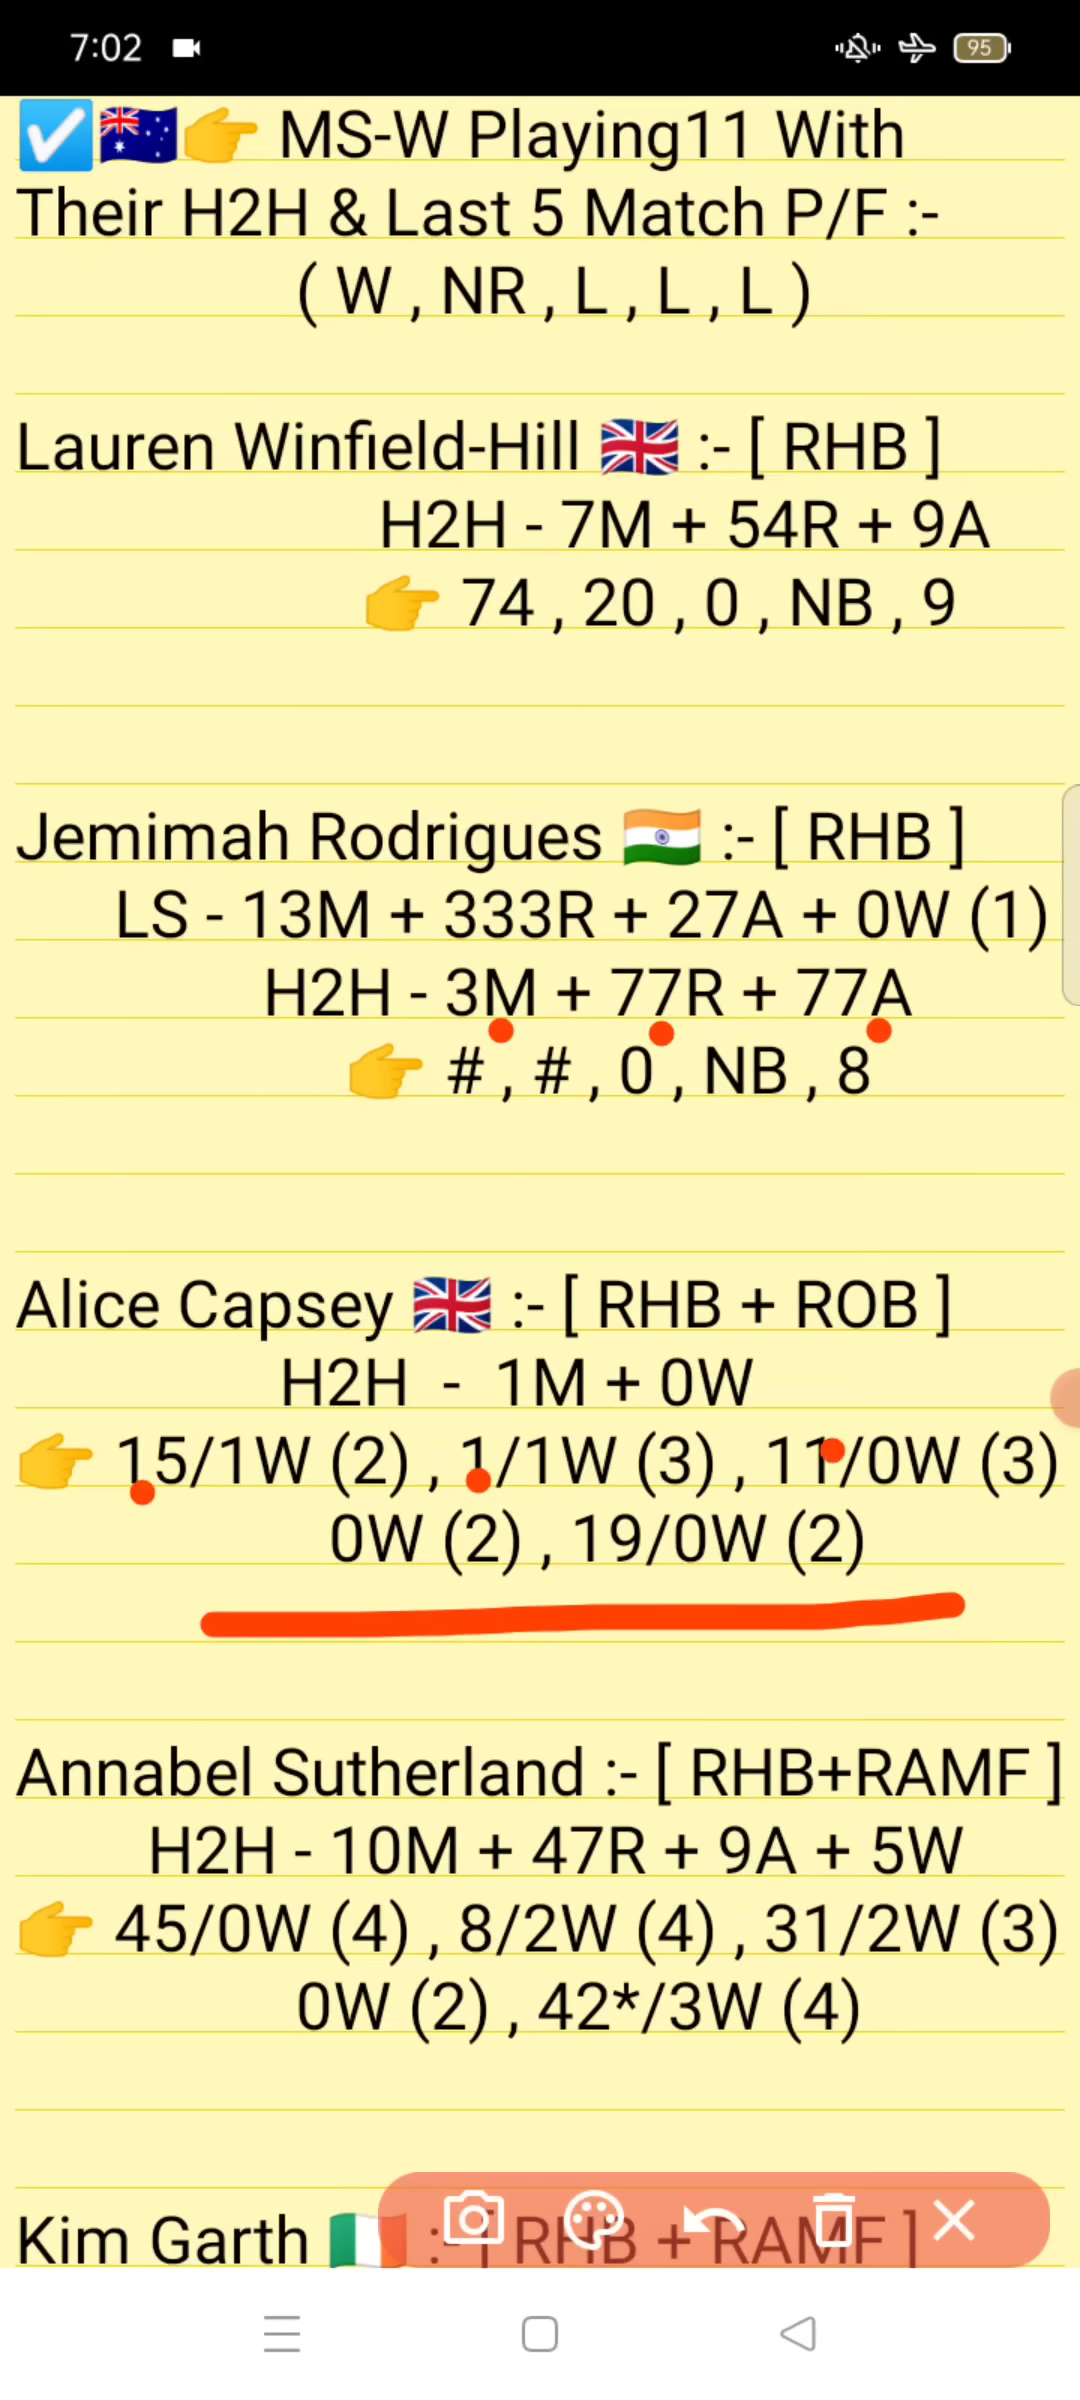 7:02
95
MS-W Playing11 With
Their H2H & Last 5 Match P/F :-
( W , NR , L , L , L )
Lauren Winfield-Hill 🇬🇧 :- [ RHB ]
H2H - 7M + 54R + 9A
👉 74 , 20 , 0 , NB , 9
Jemimah Rodrigues 🇮🇳 :- [ RHB ]
LS - 13M + 333R + 27A + 0W (1)
H2H - 3M + 77R + 77A
👉 # , # , 0 , NB , 8
Alice Capsey 🇬🇧 :- [ RHB + ROB ]
H2H - 1M + 0W
👉 15/1W (2) , 1/1W (3) , 11/0W (3)
0W (2) , 19/0W (2)
Annabel Sutherland :- [ RHB+RAMF ]
H2H - 10M + 47R + 9A + 5W
👉 45/0W (4) , 8/2W (4) , 31/2W (3)
0W (2) , 42*/3W (4)
Kim Garth 🇮🇪 :- [ RHB + RAMF ]